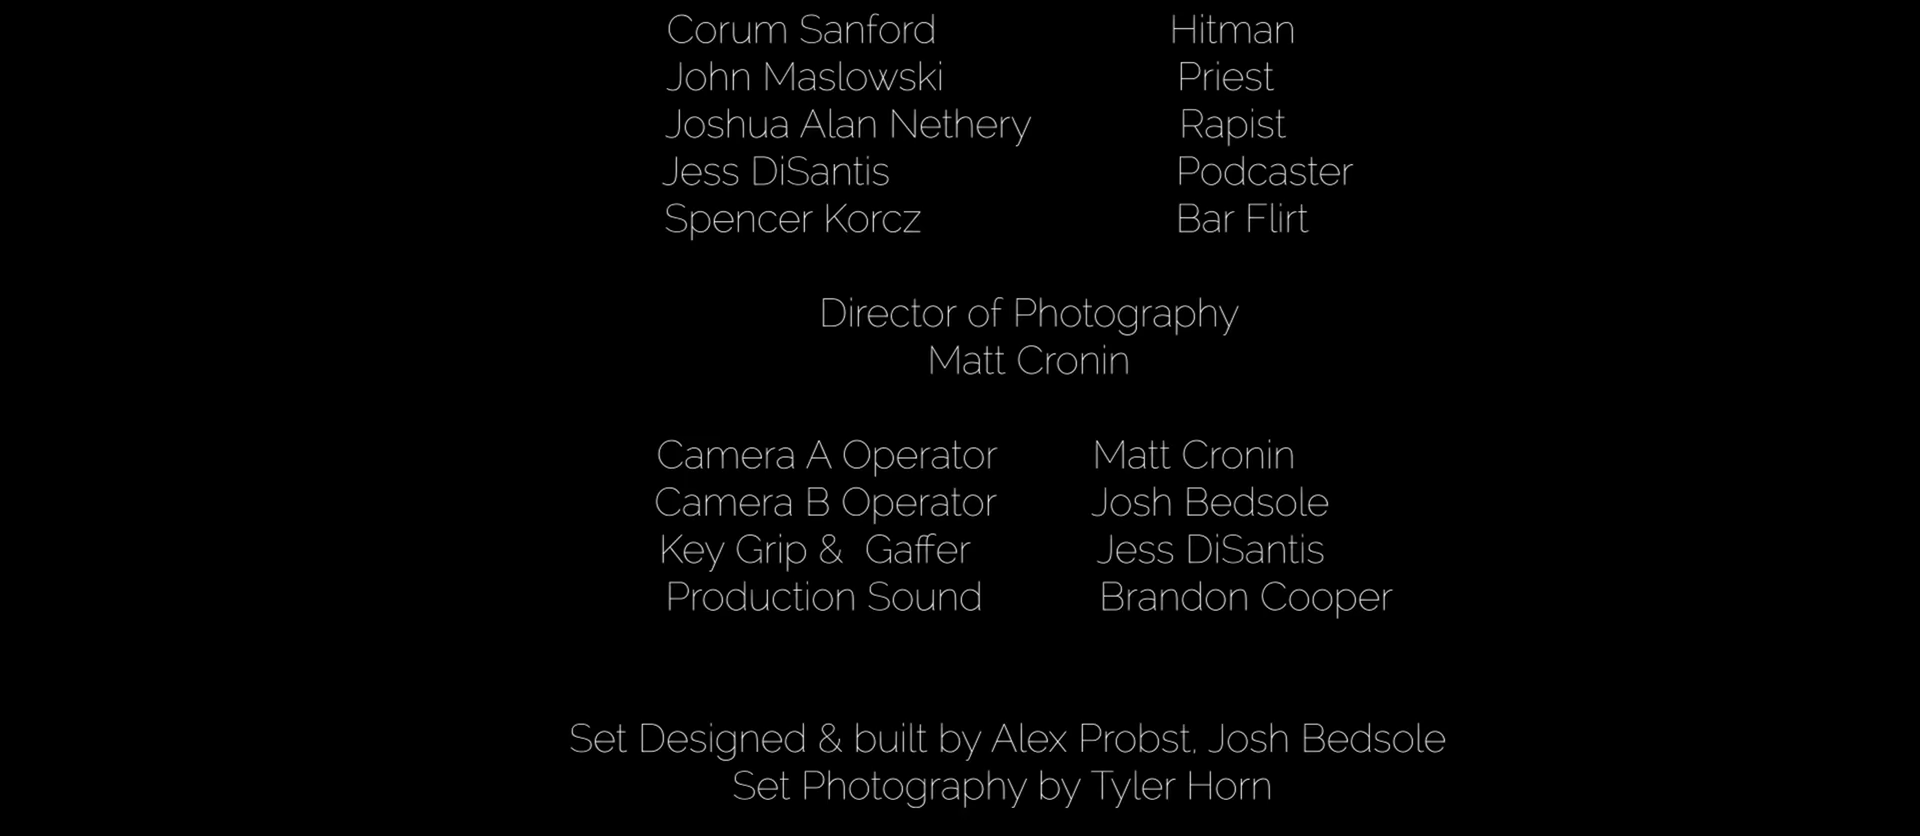 Corum Sanford Hitman
John Maslowski Priest
Joshua Alan Nethery Rapist
Jess DiSantis Podcaster
Spencer Korcz Bar Flirt
Director of Photography
Matt Cronin
Camera A Operator Matt Cronin
Camera B Operator Josh Bedsole
Key Grip & Gaffer Jess DiSantis
Production Sound Brandon Cooper
Set Designed & built by Alex Probst, Josh Bedsole
Set Photography by Tyler Horn